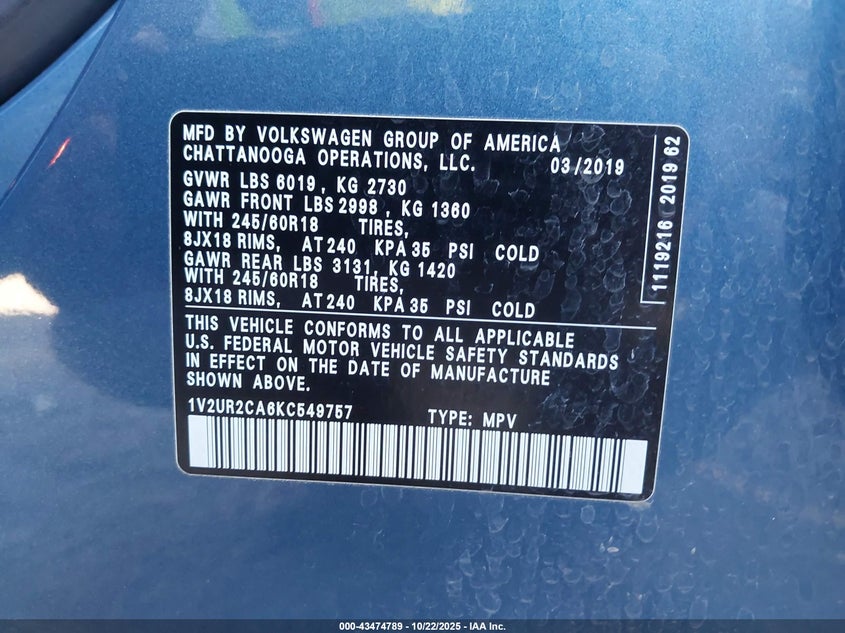 MFD BY VOLKSWAGEN GROUP OF AMERICA
CHATTANOOGA OPERATIONS, LLC. 03/2019
GVWR LBS 6019, KG 2730
GAWR FRONT LBS 2998, KG 1360
WITH 245/60R18 TIRES,
8JX18 RIMS, AT 240 KPA 35 PSI COLD
GAWR REAR LBS 3131, KG 1420
WITH 245/60R18 TIRES,
8JX18 RIMS, AT 240 KPA 35 PSI COLD
THIS VEHICLE CONFORMS TO ALL APPLICABLE
U.S. FEDERAL MOTOR VEHICLE SAFETY STANDARDS
IN EFFECT ON THE DATE OF MANUFACTURE
SHOWN ABOVE.
1V2UR2CA6KC549757 TYPE: MPV
1119216 2019 62
000-43474789 - 10/22/2025 - IAA Inc.